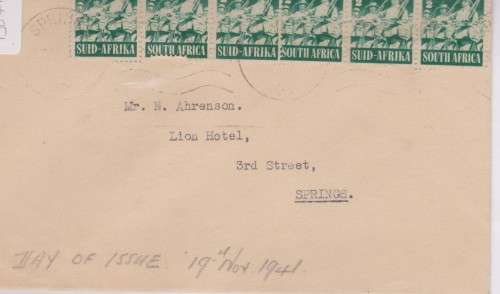 SUID-AFRIKA SOUTH AFRICA SUID-AFRIKA SOUTH AFRICA SUID-AFRIKA SOUTH AFRICA
Mr. N. Ahrenson.
Lion Hotel,
3rd Street,
SPRINGS.
DAY OF ISSUE 19th Nov. 1941.